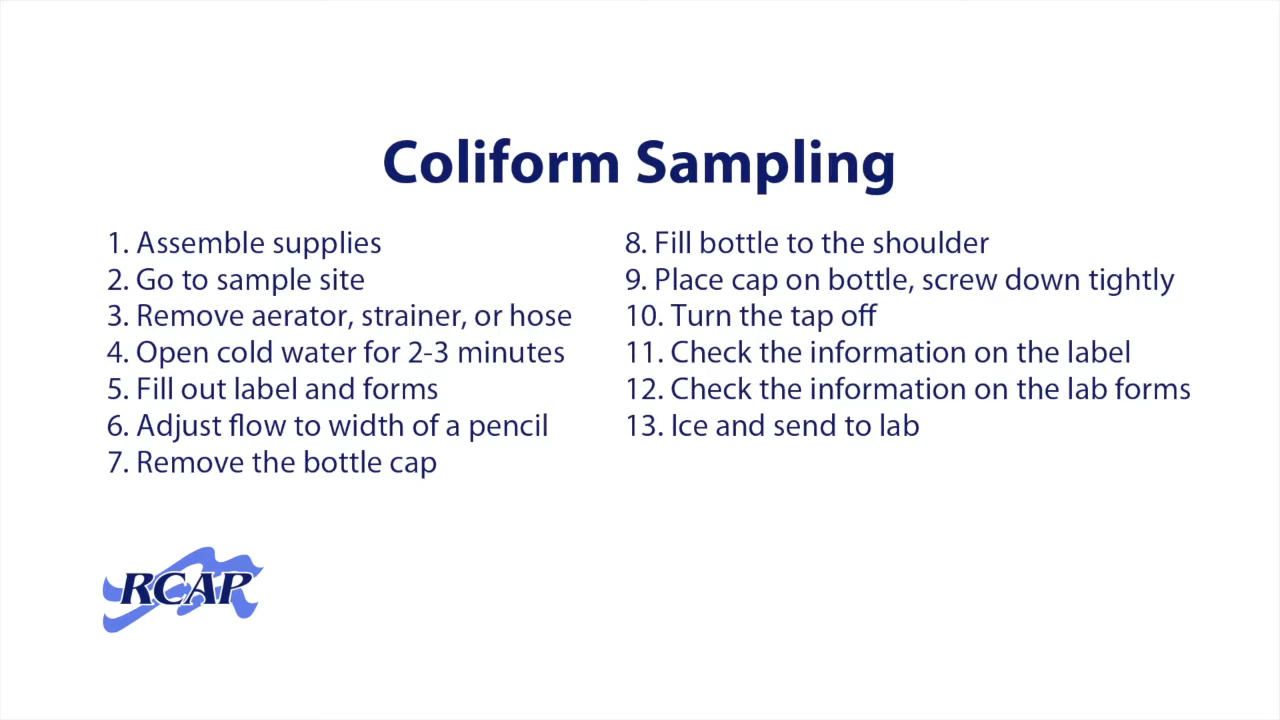 Coliform Sampling
1. Assemble supplies
2. Go to sample site
3. Remove aerator, strainer, or hose
4. Open cold water for 2-3 minutes
5. Fill out label and forms
6. Adjust flow to width of a pencil
7. Remove the bottle cap
8. Fill bottle to the shoulder
9. Place cap on bottle, screw down tightly
10. Turn the tap off
11. Check the information on the label
12. Check the information on the lab forms
13. Ice and send to lab
RCAP